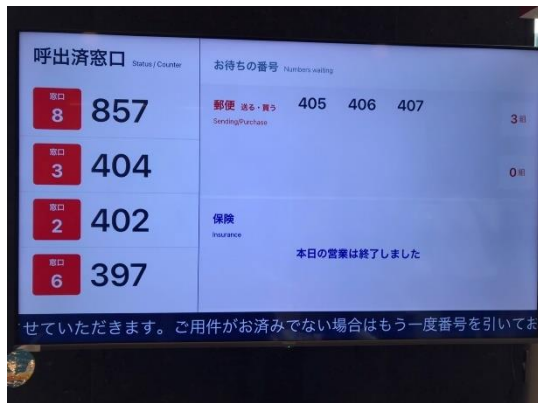 呼出済窓口 Status / Counter
窓口 8 857
窓口 3 404
窓口 2 402
窓口 6 397
お待ちの番号 Numbers waiting
郵便 送る・買う 405 406 407 3組
Sending/Purchase
0組
保険
Insurance
本日の営業は終了しました
させていただきます。ご用件がお済みでない場合はもう一度番号を引いてお